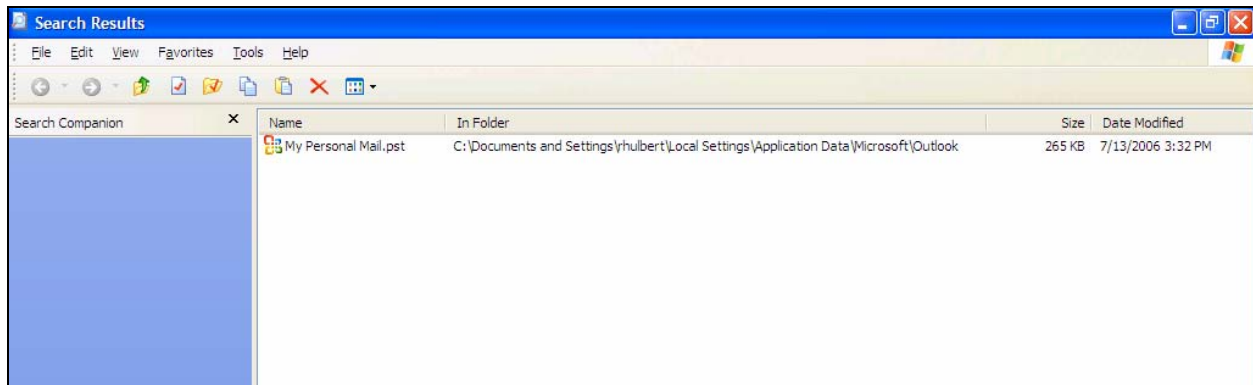 Search Results
File Edit View Favorites Tools Help
Search Companion
Name In Folder Size Date Modified
My Personal Mail.pst C:\Documents and Settings\rhulbert\Local Settings\Application Data\Microsoft\Outlook 265 KB 7/13/2006 3:32 PM